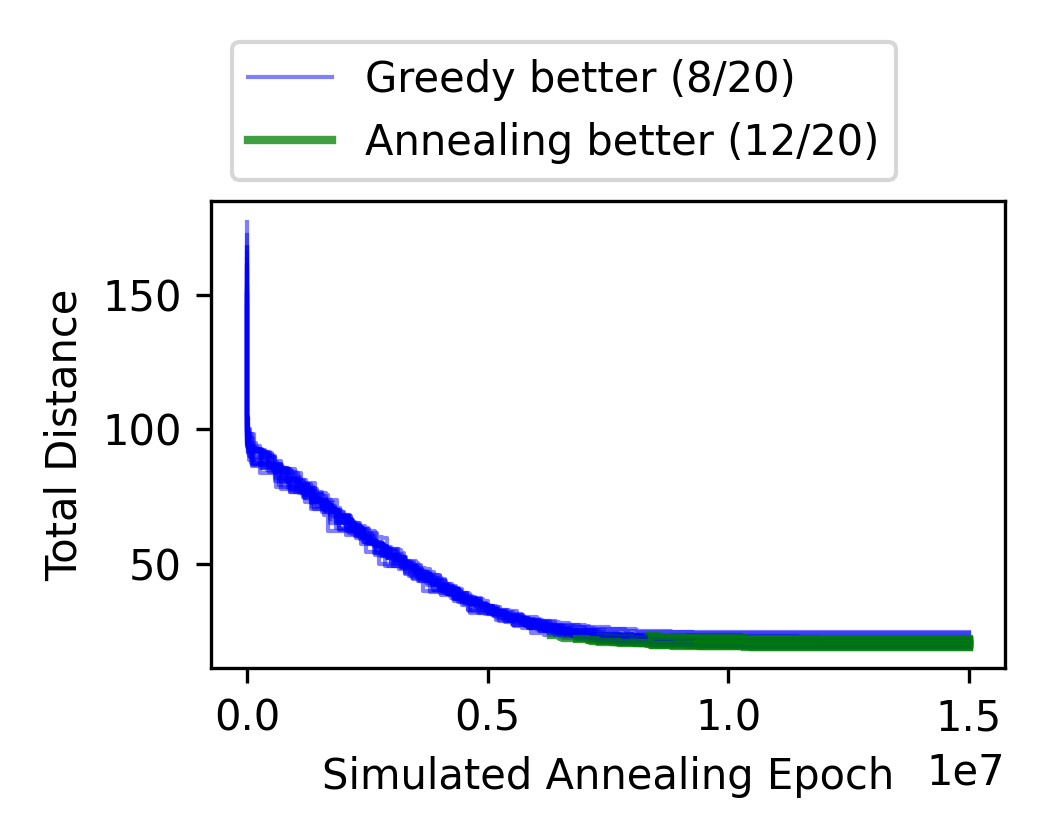 Greedy better (8/20)
Annealing better (12/20)
Total Distance
150
100
50
0.0 0.5 1.0 1.5
1e7
Simulated Annealing Epoch